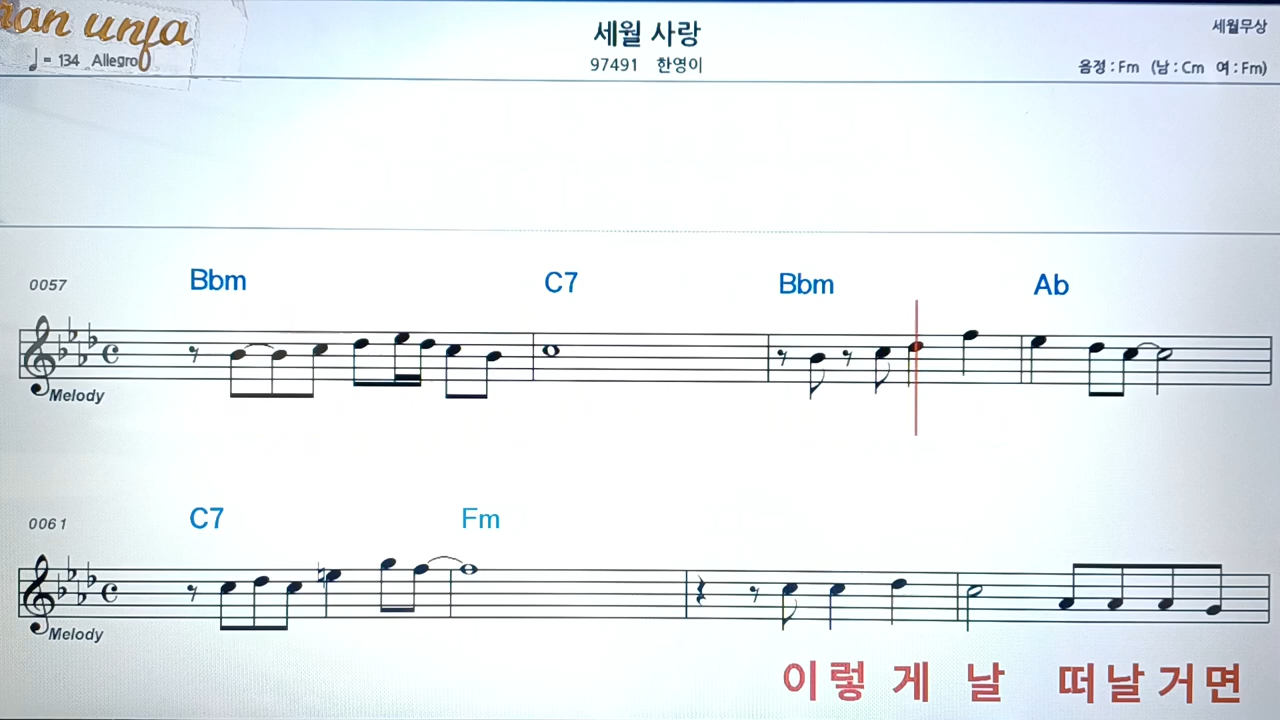 세월 사랑
세월무상
♩= 134 Allegro
97491 한영이
음정 : Fm (남 : Cm 여 : Fm)
0057 Bbm C7 Bbm Ab
Melody
0061 C7 Fm
Melody
이렇게 날 떠날거면